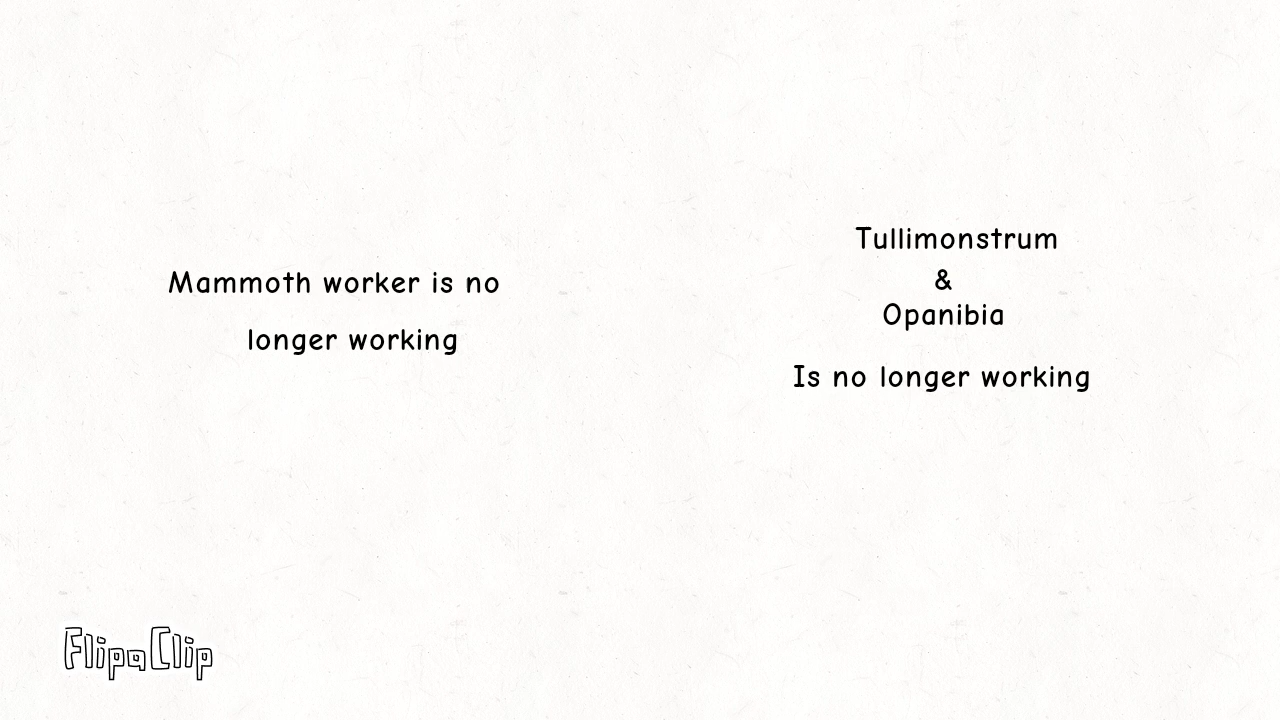 Mammoth worker is no
longer working
Tullimonstrum
&
Opanibia
Is no longer working
FlipaClip